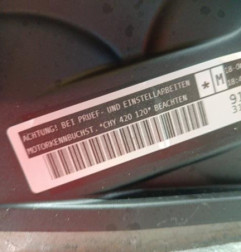 ACHTUNG! BEI PRUEF- UND EINSTELLARBEITEN
MOTORKENNBUCHST. *CHY 420 120* BEACHTEN
* M